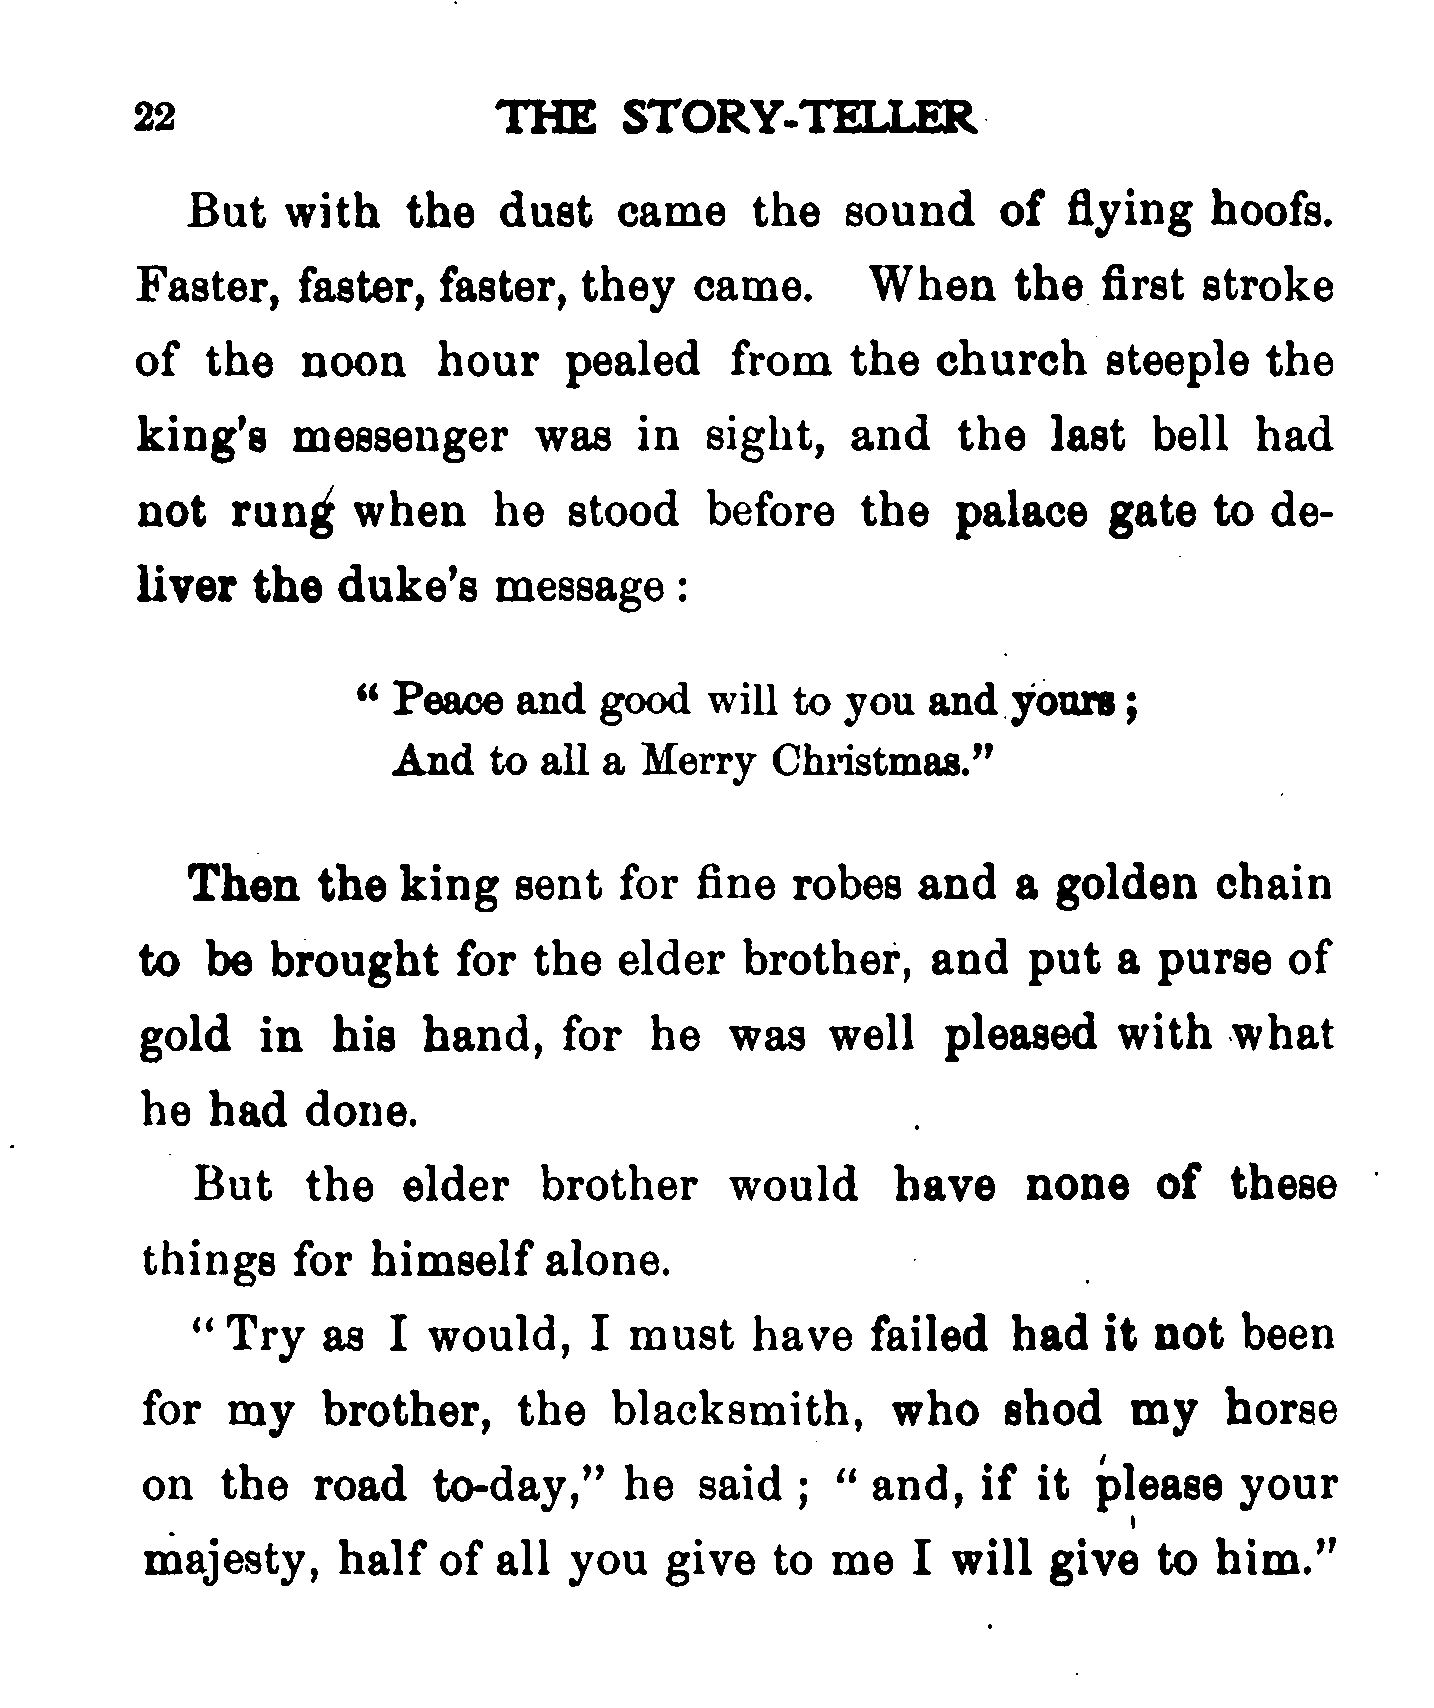 22 THE STORY-TELLER
But with the dust came the sound of flying hoofs.
Faster, faster, faster, they came. When the first stroke
of the noon hour pealed from the church steeple the
king's messenger was in sight, and the last bell had
not rung when he stood before the palace gate to de-
liver the duke's message :
“ Peace and good will to you and yours ;
And to all a Merry Christmas.”
Then the king sent for fine robes and a golden chain
to be brought for the elder brother, and put a purse of
gold in his hand, for he was well pleased with what
he had done.
But the elder brother would have none of these
things for himself alone.
“ Try as I would, I must have failed had it not been
for my brother, the blacksmith, who shod my horse
on the road to-day,” he said ; “ and, if it please your
majesty, half of all you give to me I will give to him.”